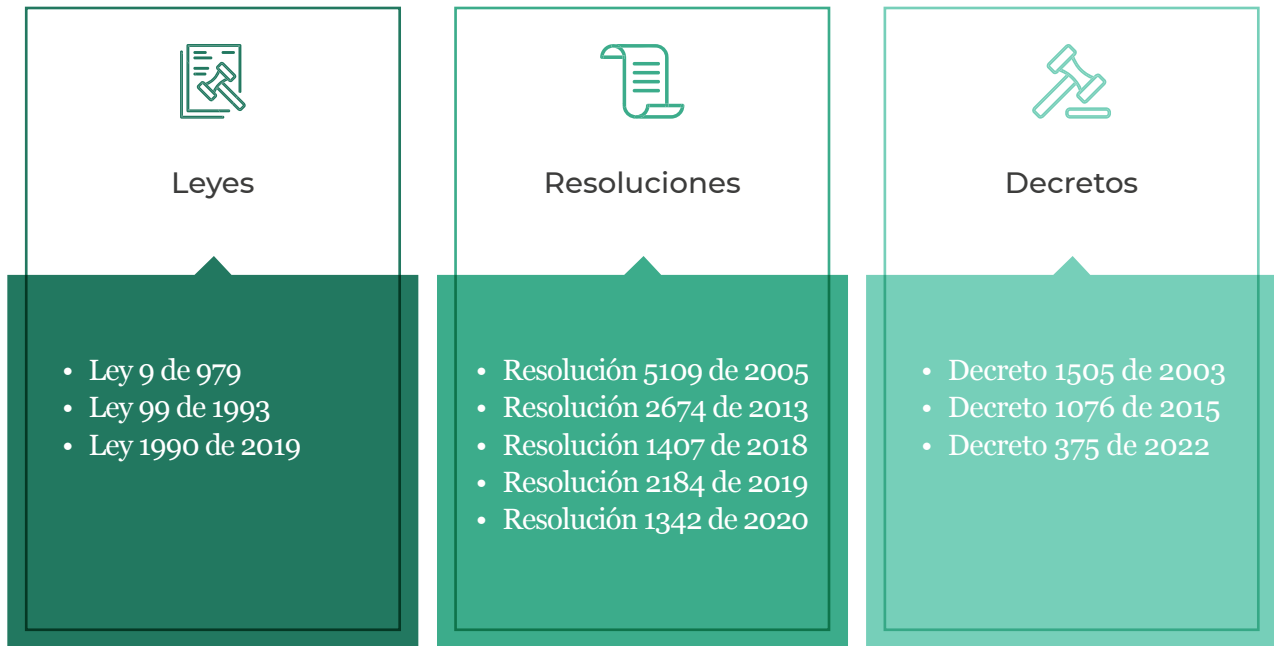 Leyes
• Ley 9 de 979
• Ley 99 de 1993
• Ley 1990 de 2019
Resoluciones
• Resolución 5109 de 2005
• Resolución 2674 de 2013
• Resolución 1407 de 2018
• Resolución 2184 de 2019
• Resolución 1342 de 2020
Decretos
• Decreto 1505 de 2003
• Decreto 1076 de 2015
• Decreto 375 de 2022